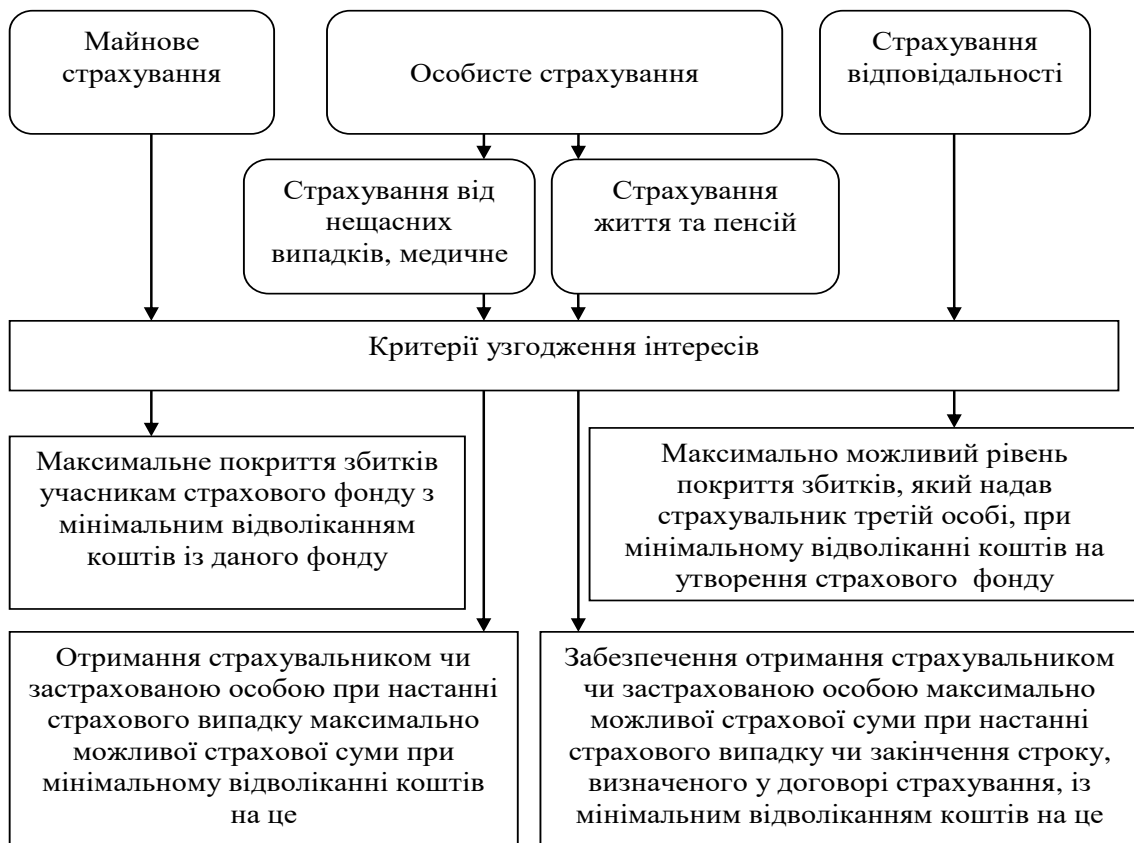 Майнове
страхування
Особисте страхування
Страхування
відповідальності
Страхування від
нещасних
випадків, медичне
Страхування
життя та пенсій
Критерії узгодження інтересів
Максимальне покриття збитків
учасникам страхового фонду з
мінімальним відволіканням
коштів із даного фонду
Максимально можливий рівень
покриття збитків, який надав
страхувальник третій особі, при
мінімальному відволіканні коштів на
утворення страхового фонду
Отримання страхувальником чи
застрахованою особою при настанні
страхового випадку максимально
можливої страхової суми при
мінімальному відволіканні коштів
на це
Забезпечення отримання страхувальником
чи застрахованою особою максимально
можливої страхової суми при настанні
страхового випадку чи закінчення строку,
визначеного у договорі страхування, із
мінімальним відволіканням коштів на це